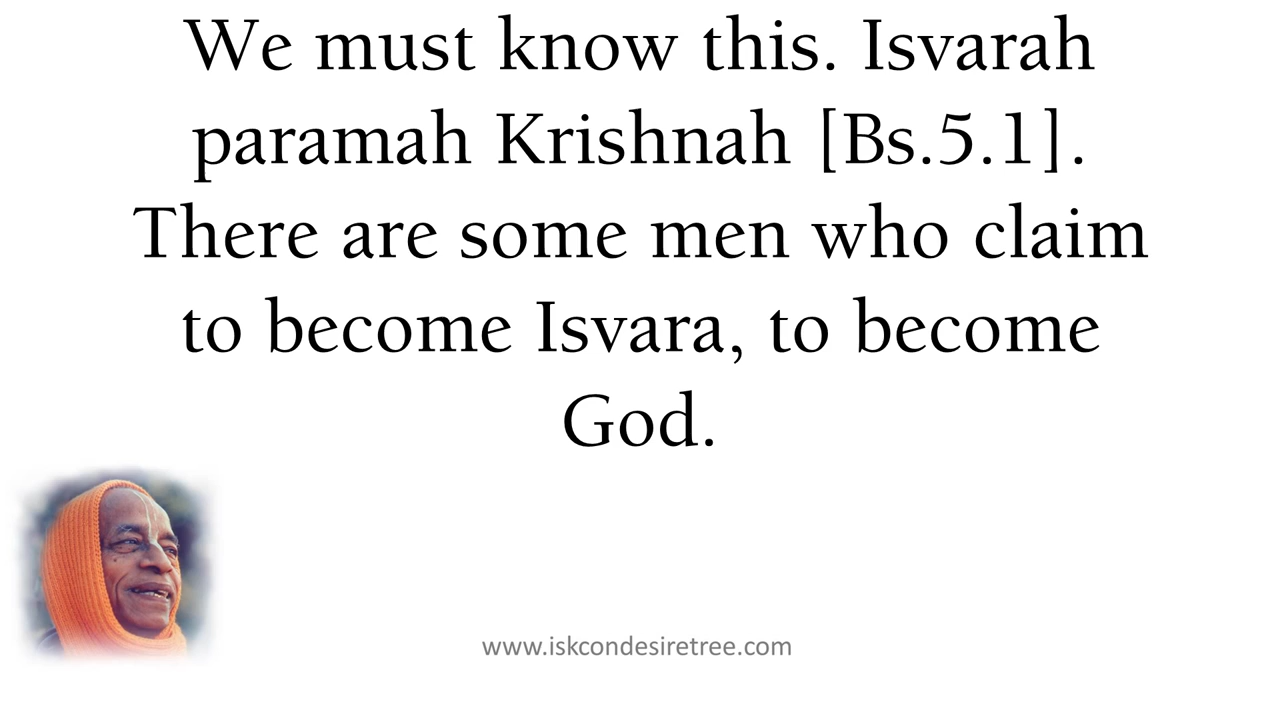 We must know this. Isvarah
paramah Krishnah [Bs.5.1].
There are some men who claim
to become Isvara, to become
God.
www.iskcondesiretree.com